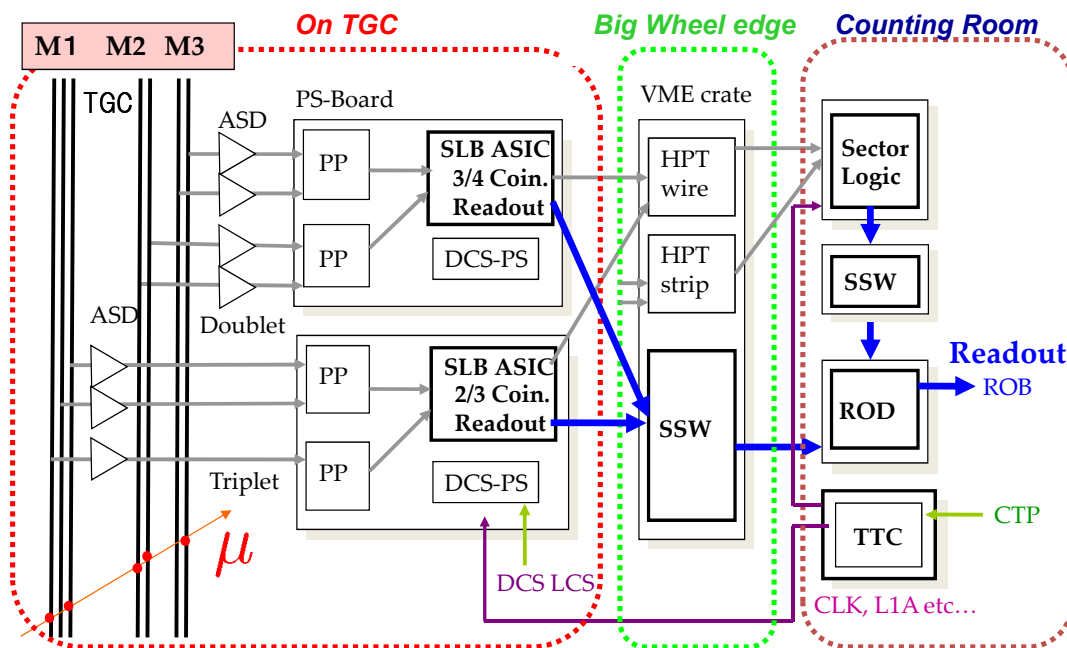 On TGC
Big Wheel edge
Counting Room
M1 M2 M3
TGC
ASD
PS-Board
PP
SLB ASIC
3/4 Coin.
Readout
PP
DCS-PS
VME crate
HPT
wire
HPT
strip
Sector
Logic
SSW
ASD
Doublet
PP
SLB ASIC
2/3 Coin.
Readout
SSW
Readout
ROB
ROD
Triplet
PP
DCS-PS
TTC
CTP
μ
DCS LCS
CLK, L1A etc…